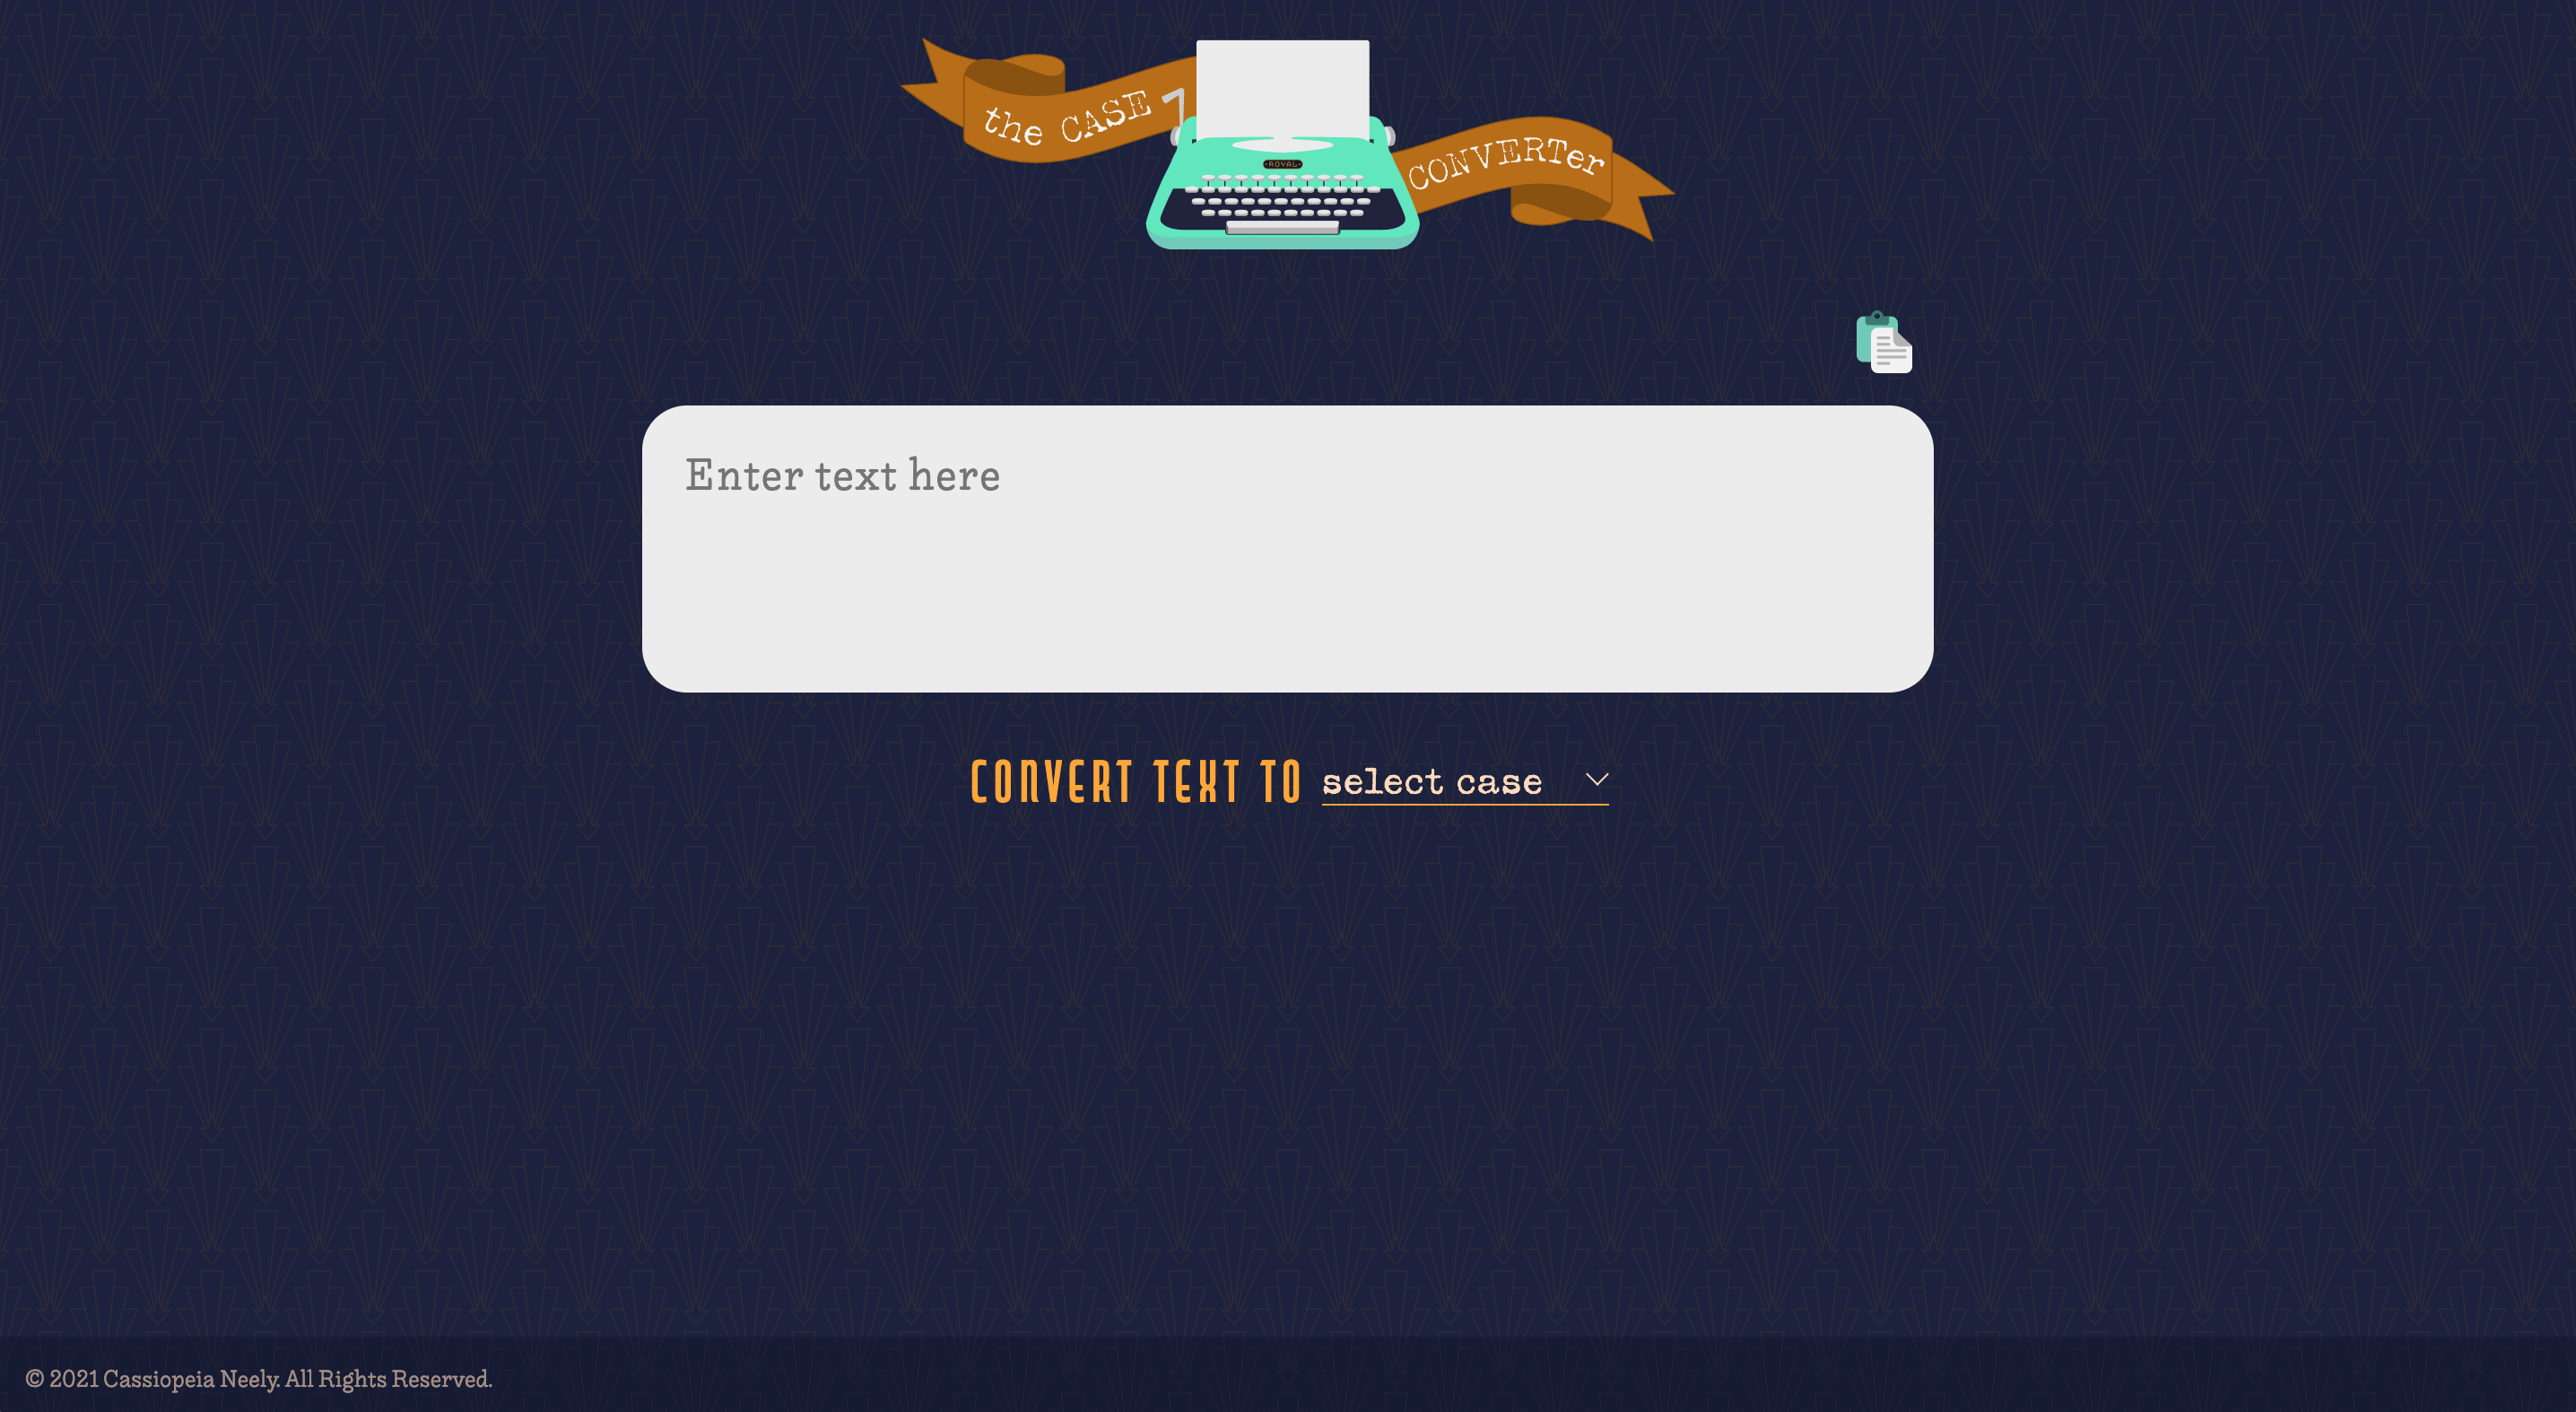 the CASE
CONVERTer
ROYAL
Enter text here
CONVERT TEXT TO select case
© 2021 Cassiopeia Neely. All Rights Reserved.